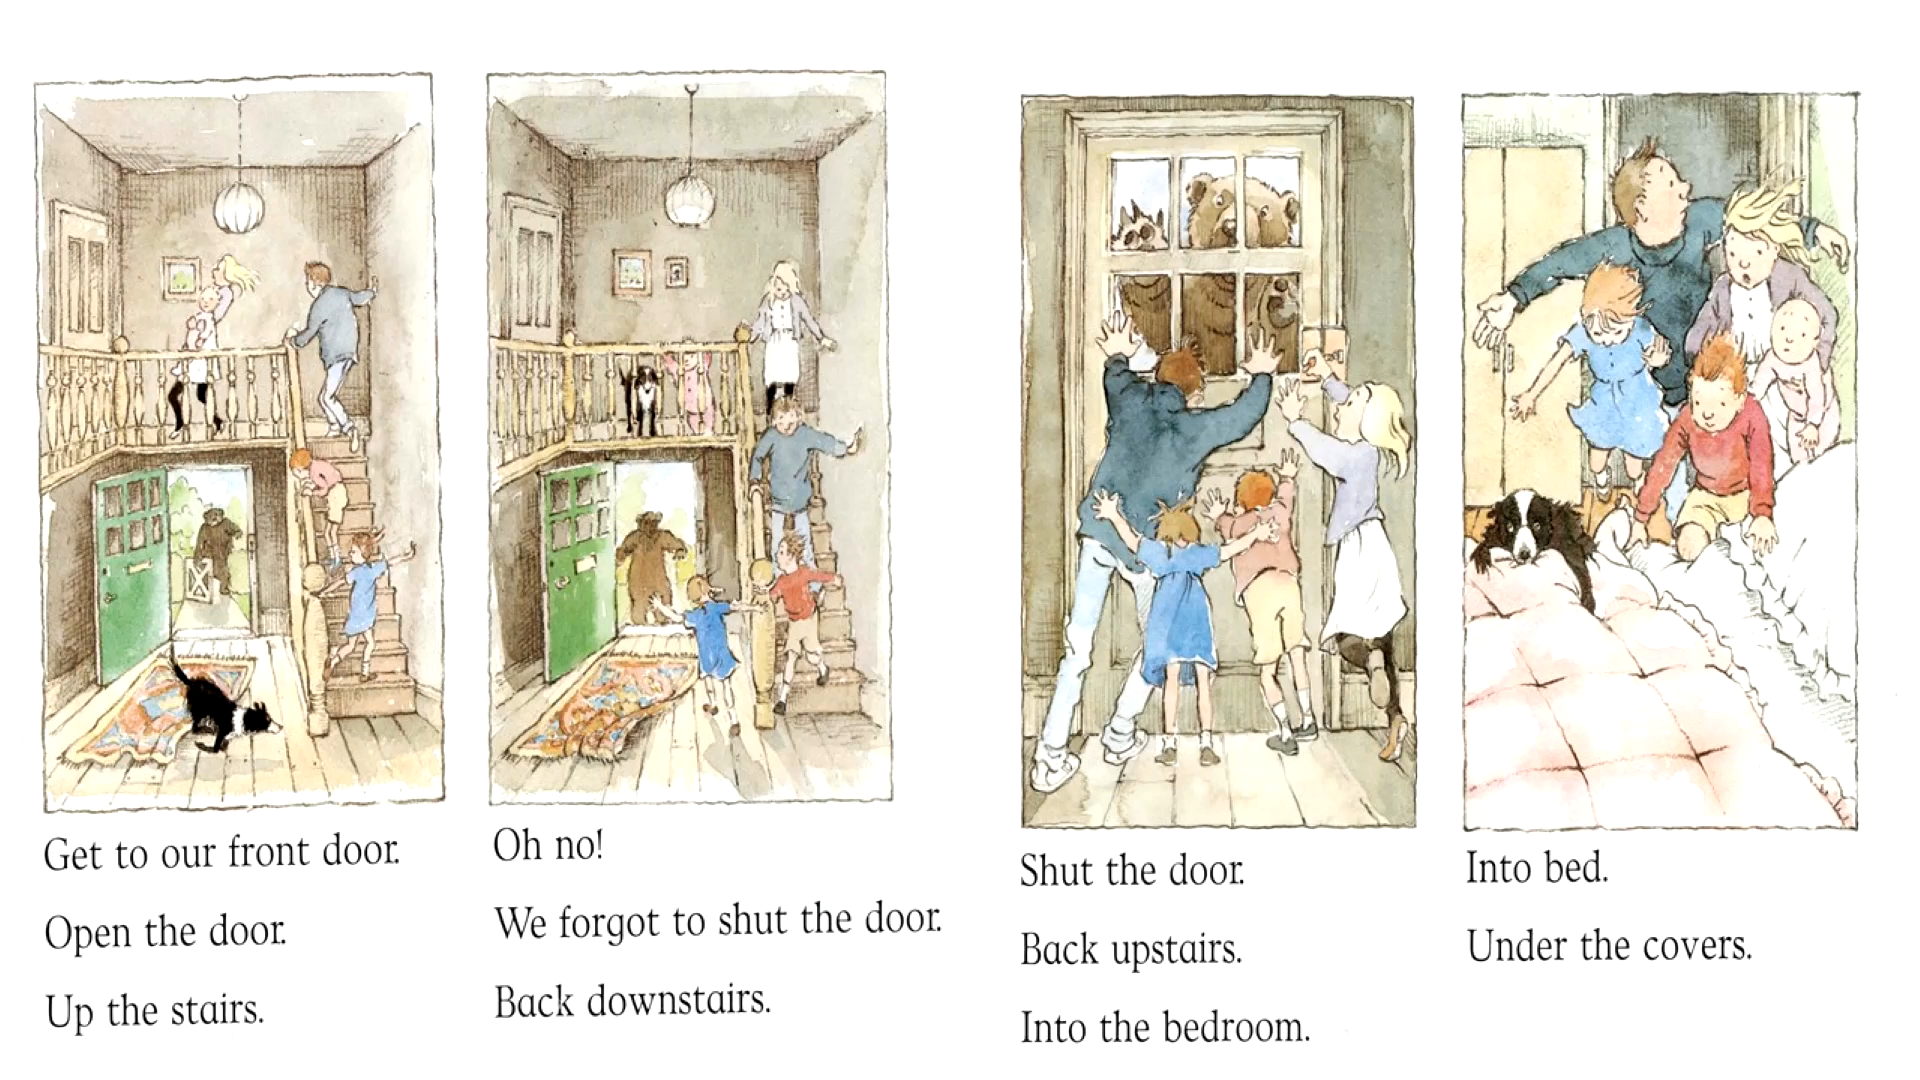 Get to our front door.
Open the door.
Up the stairs.
Oh no!
We forgot to shut the door.
Back downstairs.
Shut the door.
Back upstairs.
Into the bedroom.
Into bed.
Under the covers.